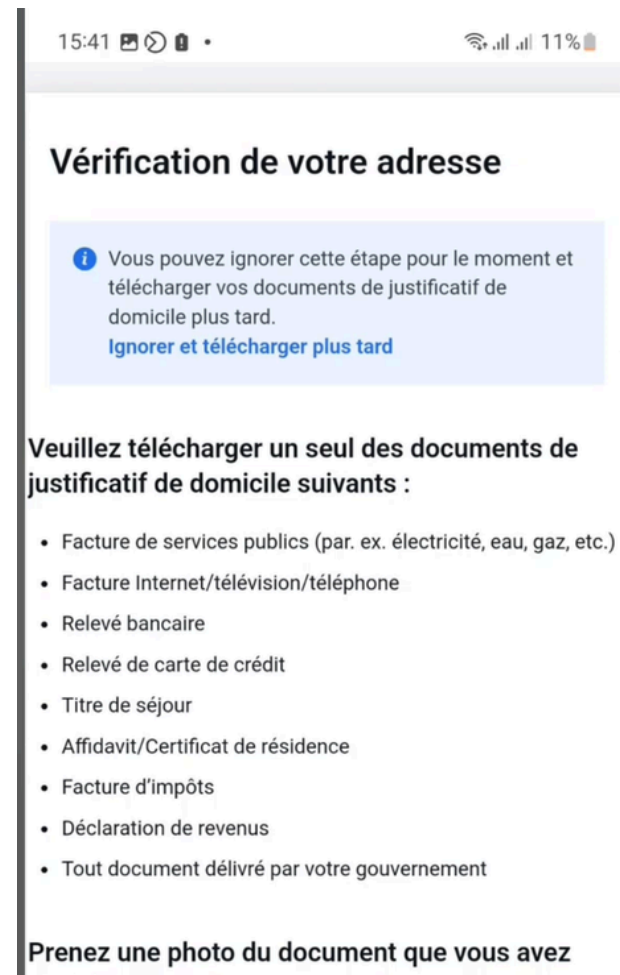 15:41
11%
Vérification de votre adresse
Vous pouvez ignorer cette étape pour le moment et
télécharger vos documents de justificatif de
domicile plus tard.
Ignorer et télécharger plus tard
Veuillez télécharger un seul des documents de
justificatif de domicile suivants :
• Facture de services publics (par. ex. électricité, eau, gaz, etc.)
• Facture Internet/télévision/téléphone
• Relevé bancaire
• Relevé de carte de crédit
• Titre de séjour
• Affidavit/Certificat de résidence
• Facture d’impôts
• Déclaration de revenus
• Tout document délivré par votre gouvernement
Prenez une photo du document que vous avez